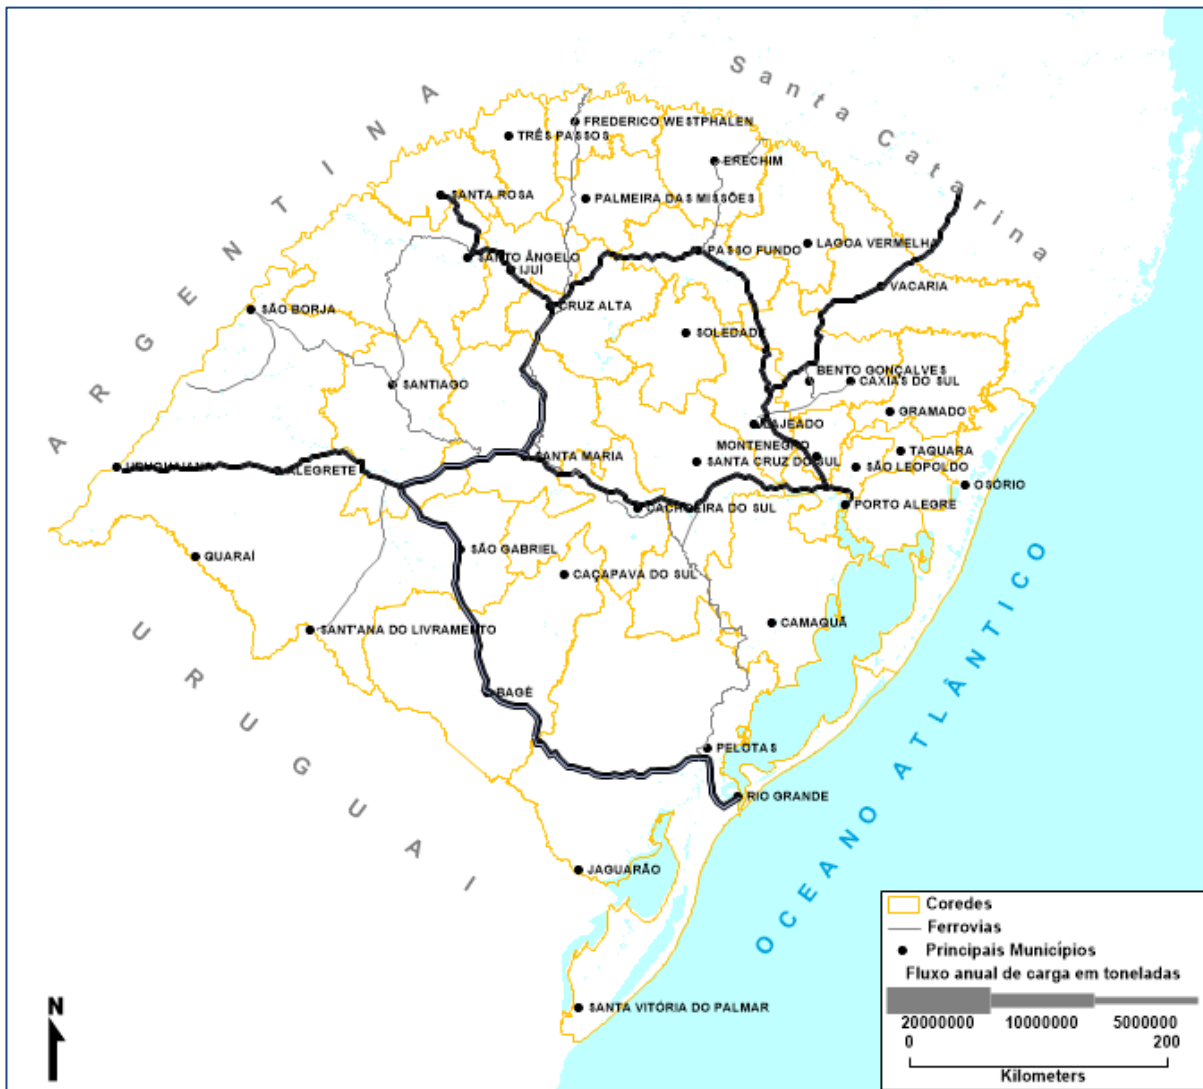 Santa Catarina
ARGENTINA
FREDERICO WESTPHALEN
TRÊS PASSOS
ERECHIM
SANTA ROSA
PALMEIRA DAS MISSÕES
PASSO FUNDO
LAGOA VERMELHA
SANTO ÂNGELO
IJUÍ
VACARIA
CRUZ ALTA
SÃO BORJA
SOLEDADE
BENTO GONÇALVES
SANTIAGO
CAXIAS DO SUL
GRAMADO
LAJEADO
MONTENEGRO
TAQUARA
SANTA MARIA
SANTA CRUZ DO SUL
SÃO LEOPOLDO
URUGUAIANA
ALEGRETE
OSÓRIO
CACHOEIRA DO SUL
PORTO ALEGRE
SÃO GABRIEL
QUARAÍ
CAÇAPAVA DO SUL
CAMAQUÃ
SANT'ANA DO LIVRAMENTO
URUGUAI
OCEANO ATLÂNTICO
BAGÉ
PELOTAS
RIO GRANDE
JAGUARÃO
SANTA VITÓRIA DO PALMAR
N
Coredes
Ferrovias
Principais Municípios
Fluxo anual de carga em toneladas
20000000 10000000 5000000
0 200
Kilometers